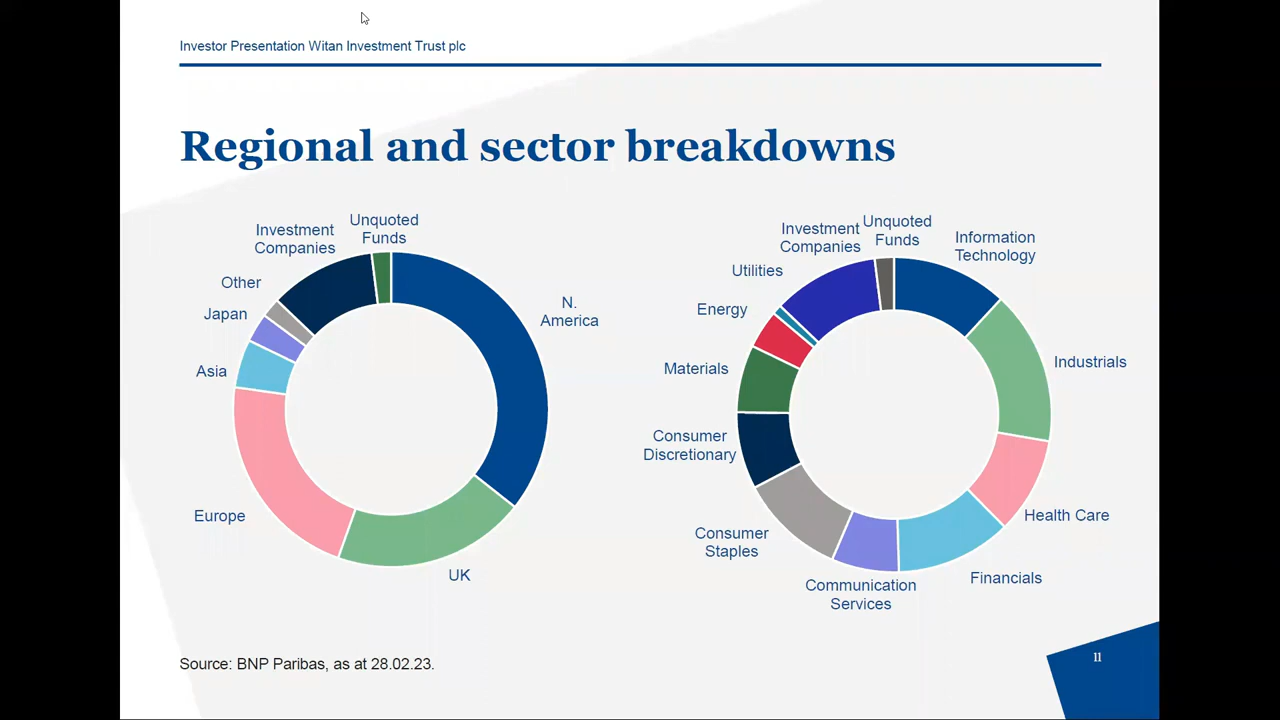 Investor Presentation Witan Investment Trust plc
Regional and sector breakdowns
Unquoted
Funds
Investment
Companies
Other
Japan
Asia
Europe
UK
N.
America
Unquoted
Funds
Investment
Companies
Utilities
Energy
Materials
Consumer
Discretionary
Consumer
Staples
Communication
Services
Financials
Health Care
Industrials
Information
Technology
Source: BNP Paribas, as at 28.02.23.
11